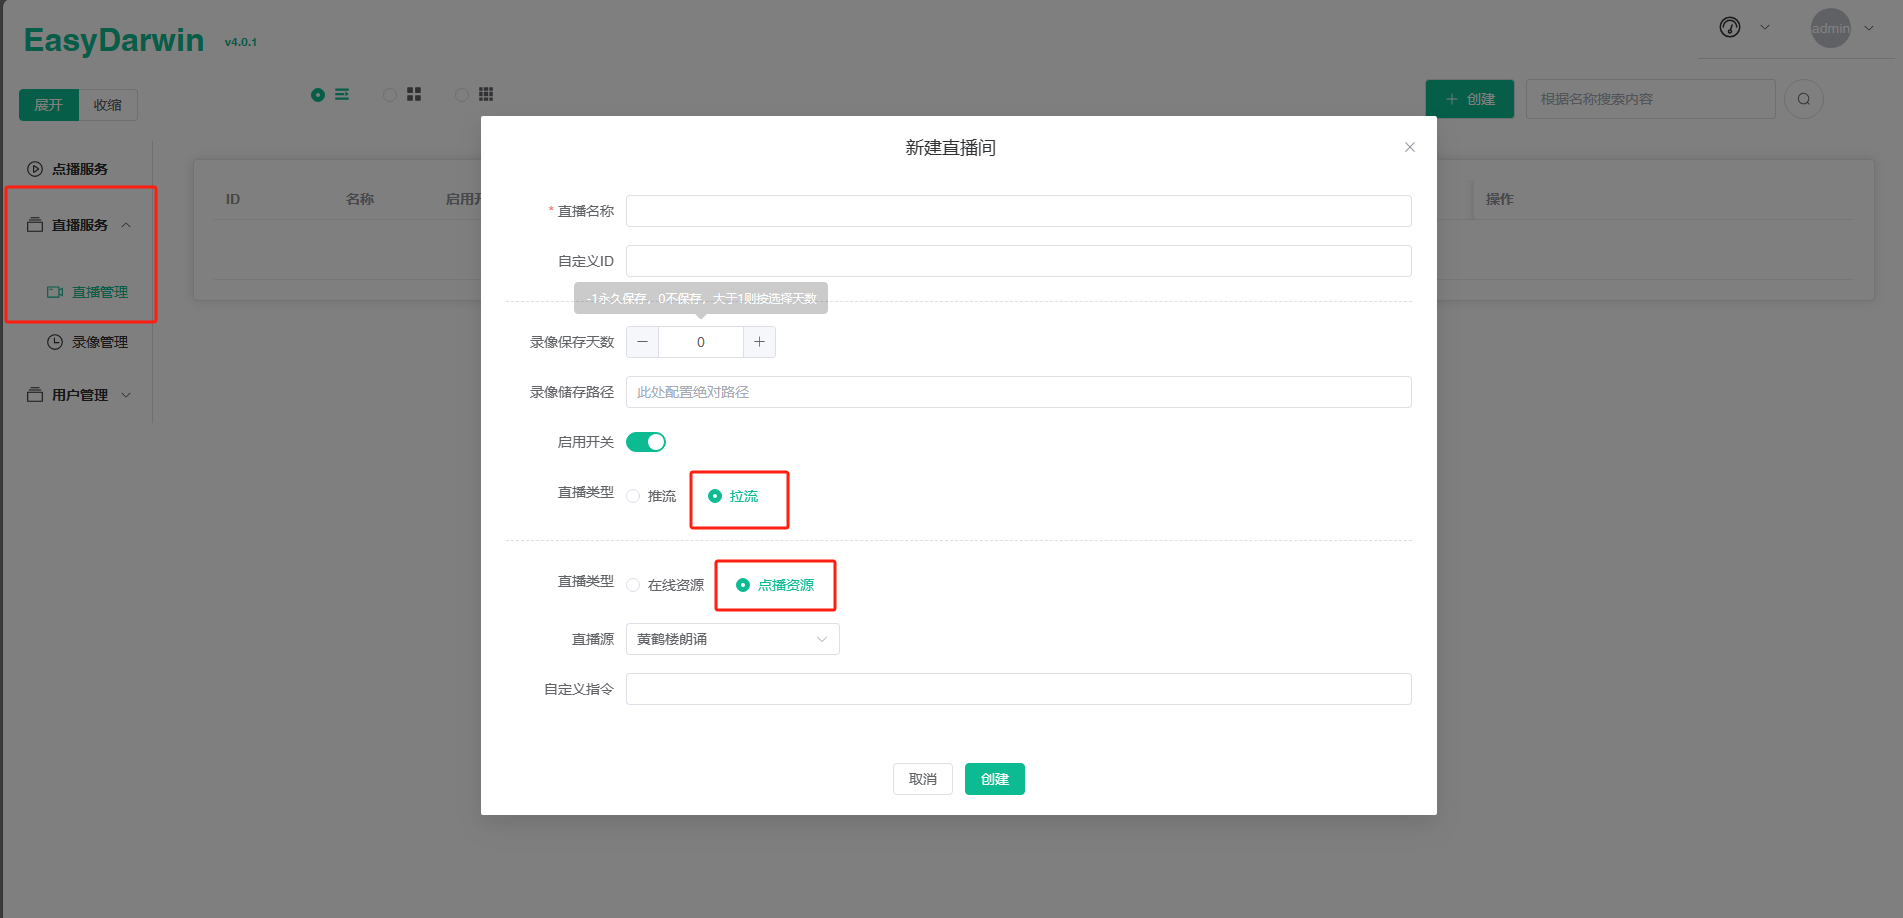 EasyDarwin v4.0.1
admin
展开 收缩
+ 创建 根据名称搜索内容
点播服务
直播服务
直播管理
录像管理
用户管理
ID 名称 启用开 操作
新建直播间
* 直播名称
自定义ID
-1永久保存，0不保存，大于1则按选择天数
录像保存天数 − 0 +
录像储存路径 此处配置绝对路径
启用开关
直播类型 推流 拉流
直播类型 在线资源 点播资源
直播源 黄鹤楼朗诵
自定义指令
取消 创建